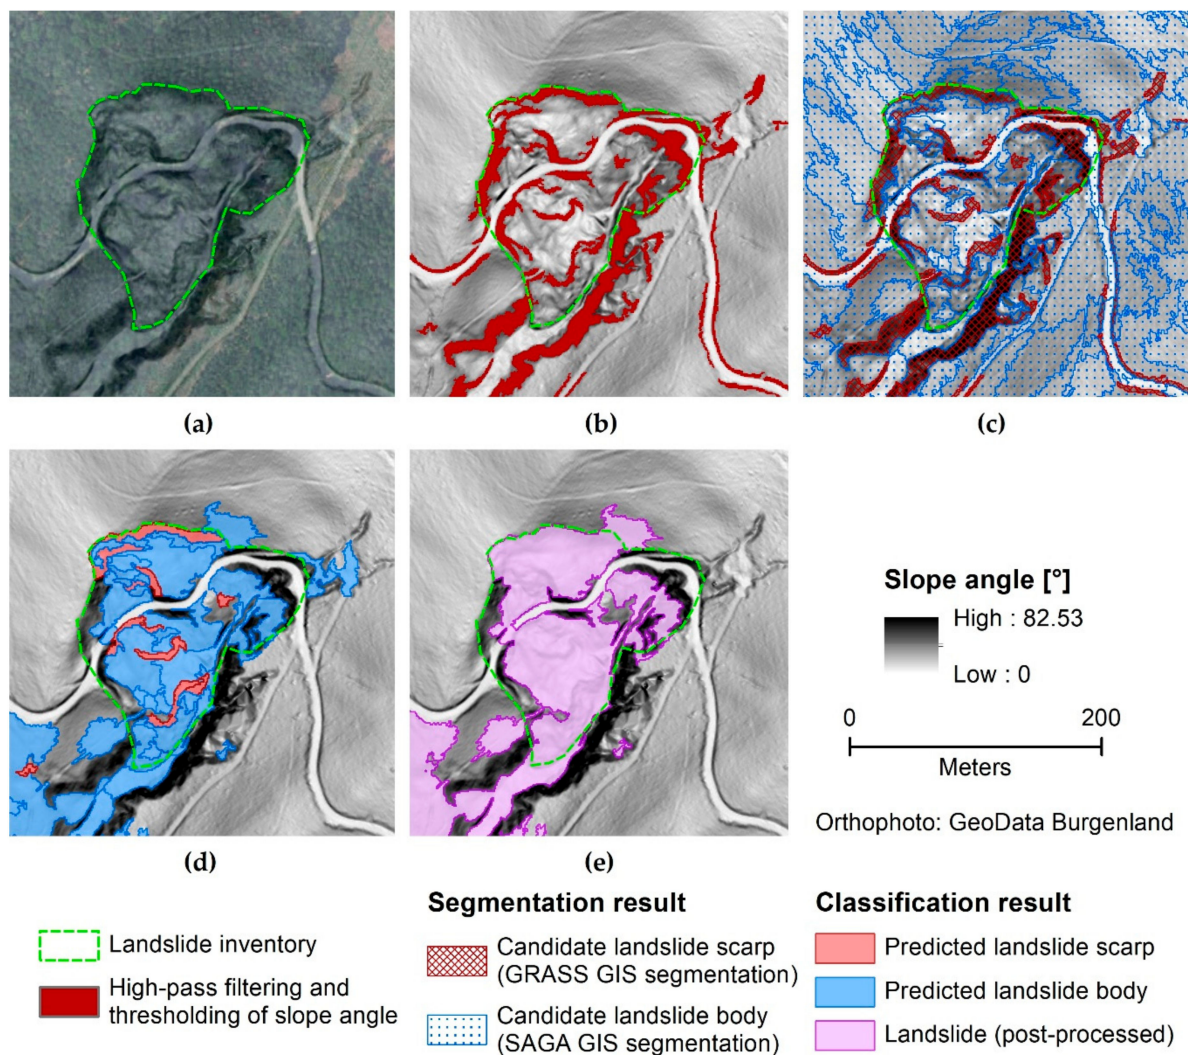 (a)
(b)
(c)
(d)
(e)
Slope angle [°]
High : 82.53
Low : 0
0
200
Meters
Orthophoto: GeoData Burgenland
Landslide inventory
High-pass filtering and
thresholding of slope angle
Segmentation result
Candidate landslide scarp
(GRASS GIS segmentation)
Candidate landslide body
(SAGA GIS segmentation)
Classification result
Predicted landslide scarp
Predicted landslide body
Landslide (post-processed)